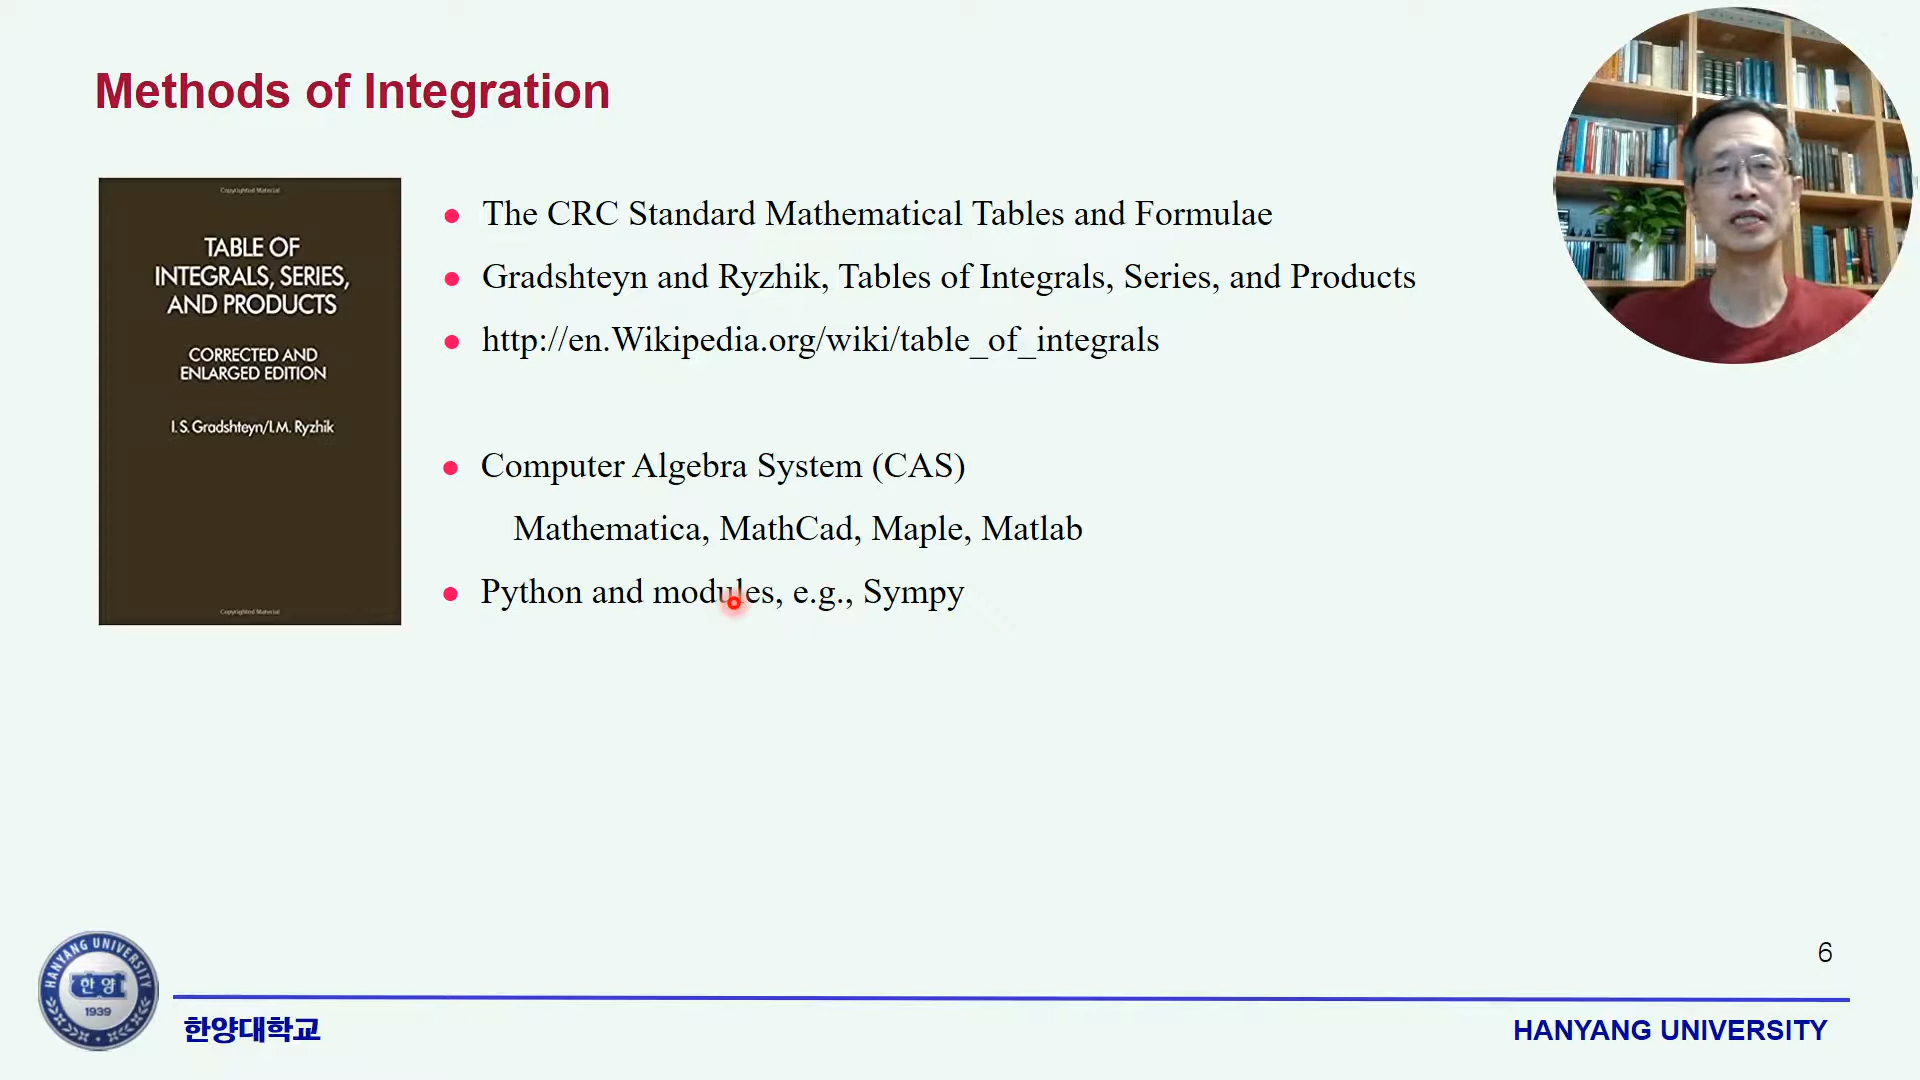 Methods of Integration
Copyrighted Material
TABLE OF
INTEGRALS, SERIES,
AND PRODUCTS
CORRECTED AND
ENLARGED EDITION
I. S. Gradshteyn/I.M. Ryzhik
Copyrighted Material
The CRC Standard Mathematical Tables and Formulae
Gradshteyn and Ryzhik, Tables of Integrals, Series, and Products
http://en.Wikipedia.org/wiki/table_of_integrals
Computer Algebra System (CAS)
Mathematica, MathCad, Maple, Matlab
Python and modules, e.g., Sympy
6
HANYANG UNIVERSITY
한양
1939
한양대학교
HANYANG UNIVERSITY